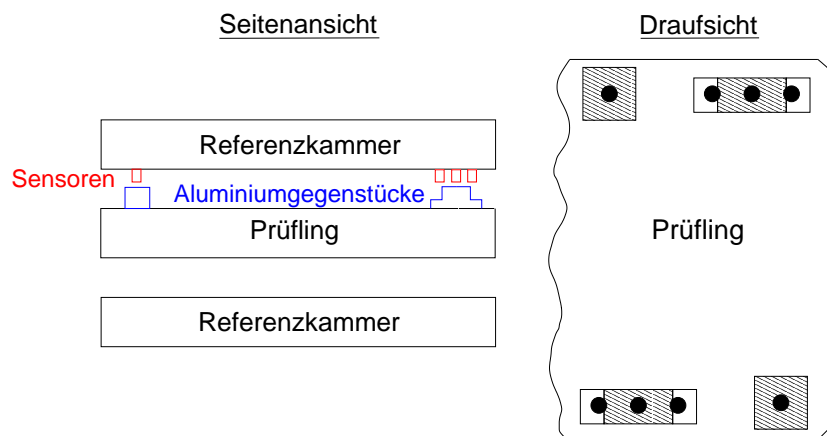 Seitenansicht
Draufsicht
Referenzkammer
Sensoren
Aluminiumgegenstücke
Prüfling
Prüfling
Referenzkammer